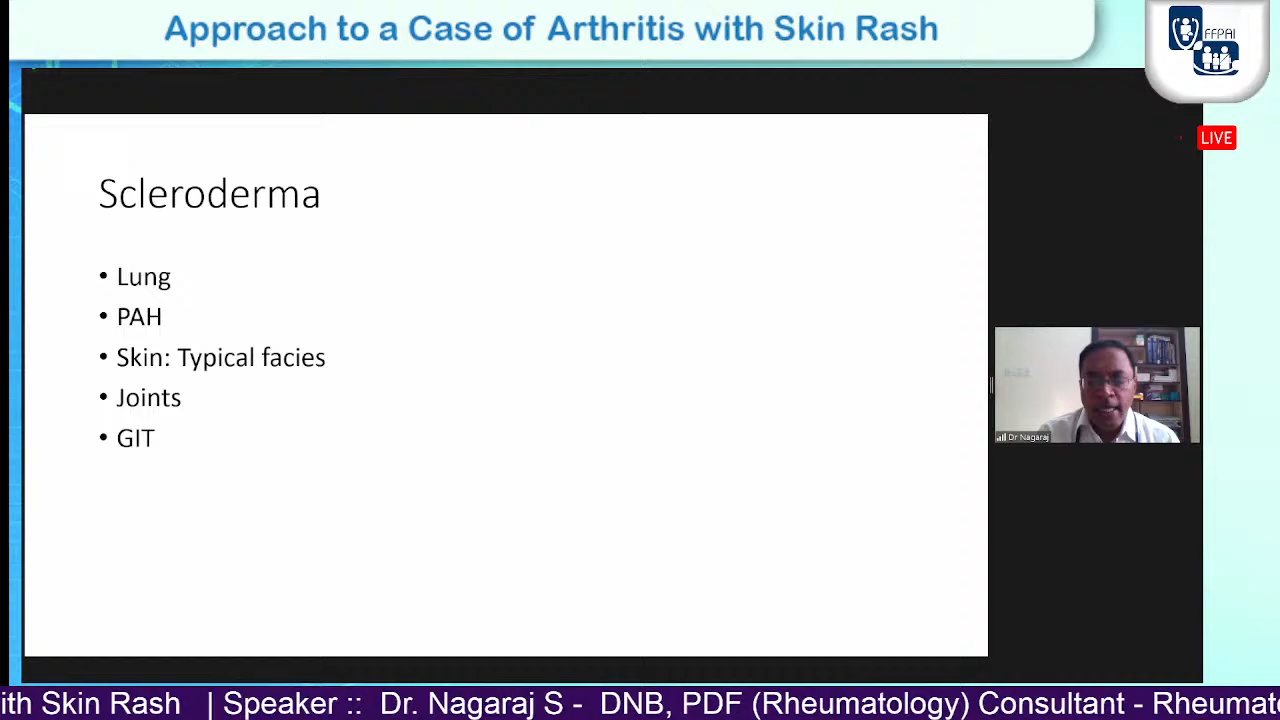 Approach to a Case of Arthritis with Skin Rash
FFPAI
LIVE
Scleroderma
• Lung
• PAH
• Skin: Typical facies
• Joints
• GIT
Dr Nagaraj
ith Skin Rash | Speaker :: Dr. Nagaraj S - DNB, PDF (Rheumatology) Consultant - Rheumat